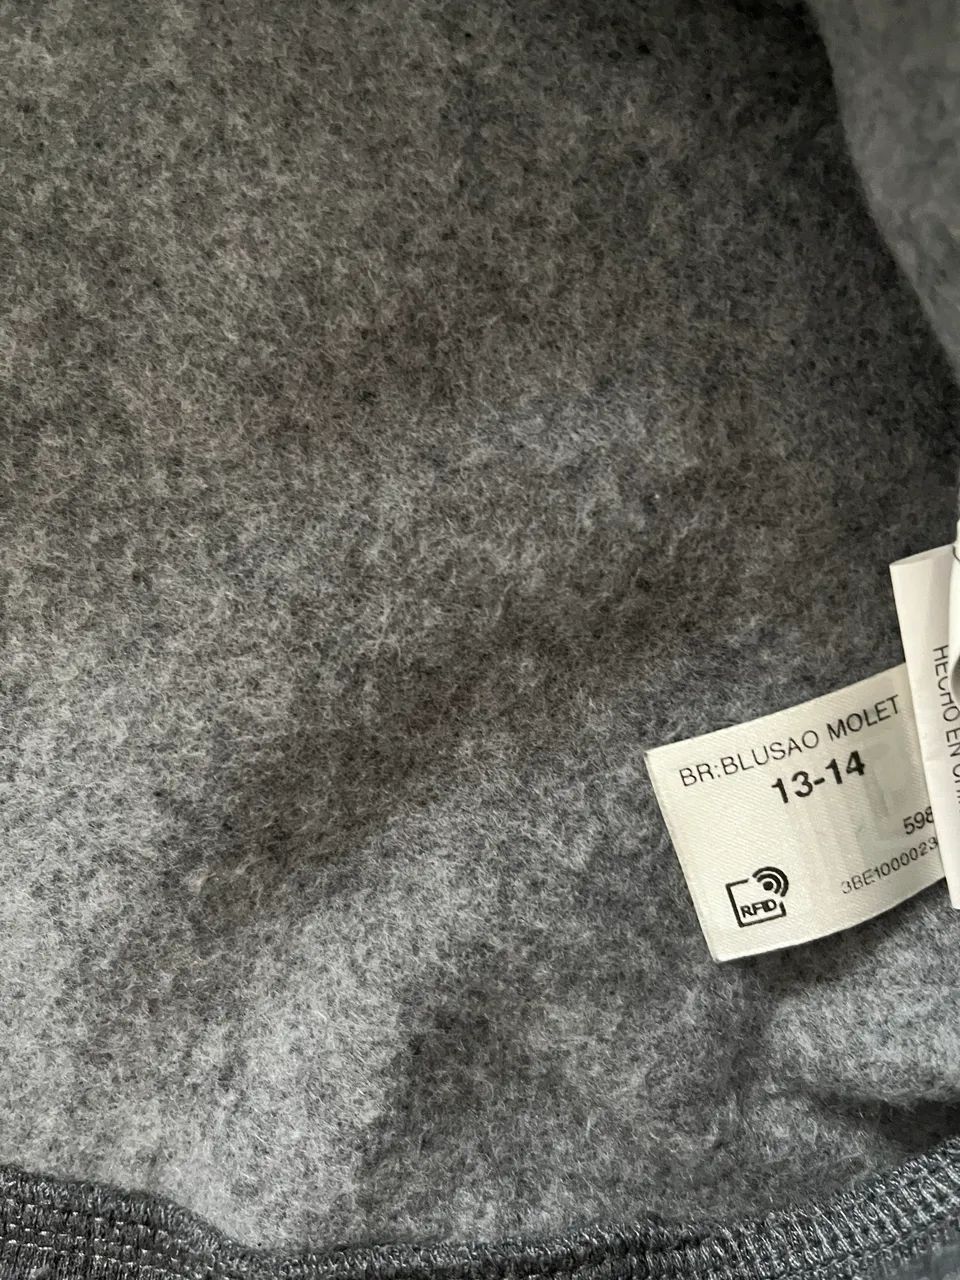 BR:BLUSAO MOLET
13-14
598
3BE1000023
RFID
HECHO EN